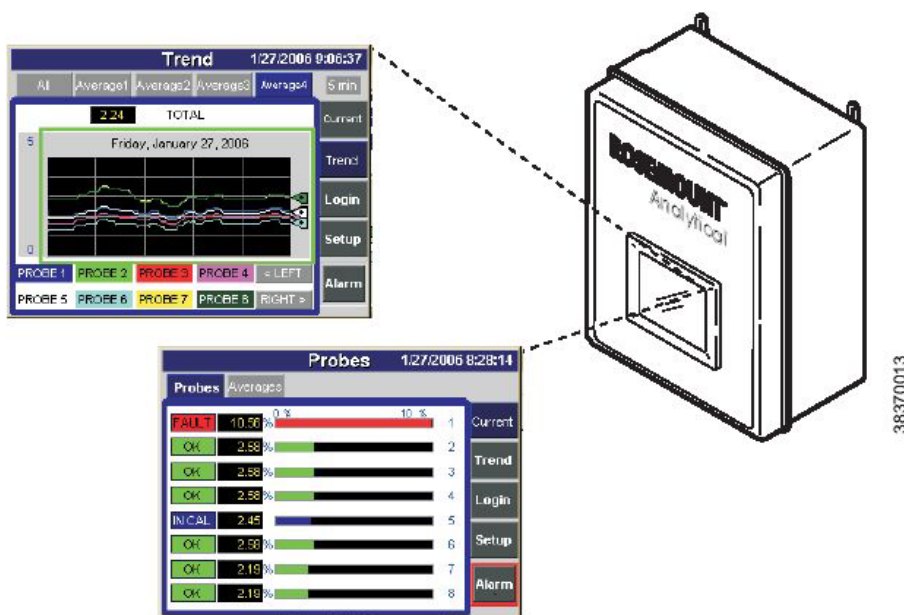 Trend 1/27/2006 9:06:37
All Average1 Average2 Average3 Average4 5 min
2.24 TOTAL
Current
5
Friday, January 27, 2006
Trend
Login
Setup
0
PROBE 1 PROBE 2 PROBE 3 PROBE 4 < LEFT
Alarm
PROBE 5 PROBE 6 PROBE 7 PROBE 8 RIGHT >
ROSEMOUNT
Analytical
38370013
Probes 1/27/2006 8:28:14
Probes Averages
0 % 10 %
FAULT 10.56 % 1 Current
OK 2.58 % 2
OK 2.58 % 3 Trend
OK 2.58 % 4
Login
IN CAL 2.45 5
OK 2.58 % 6 Setup
OK 2.19 % 7
Alarm
OK 2.19 % 8